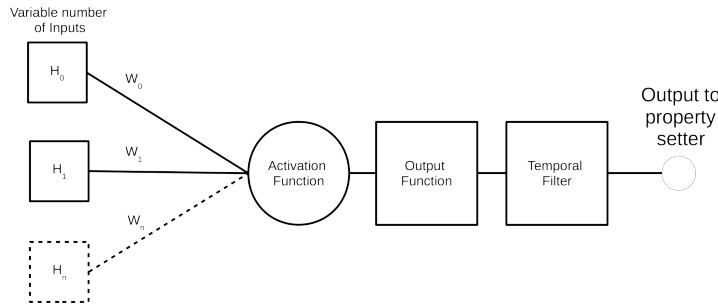 Variable number
of Inputs
H0
W0
H1
W1
Hn
Wn
Activation
Function
Output
Function
Temporal
Filter
Output to
property
setter